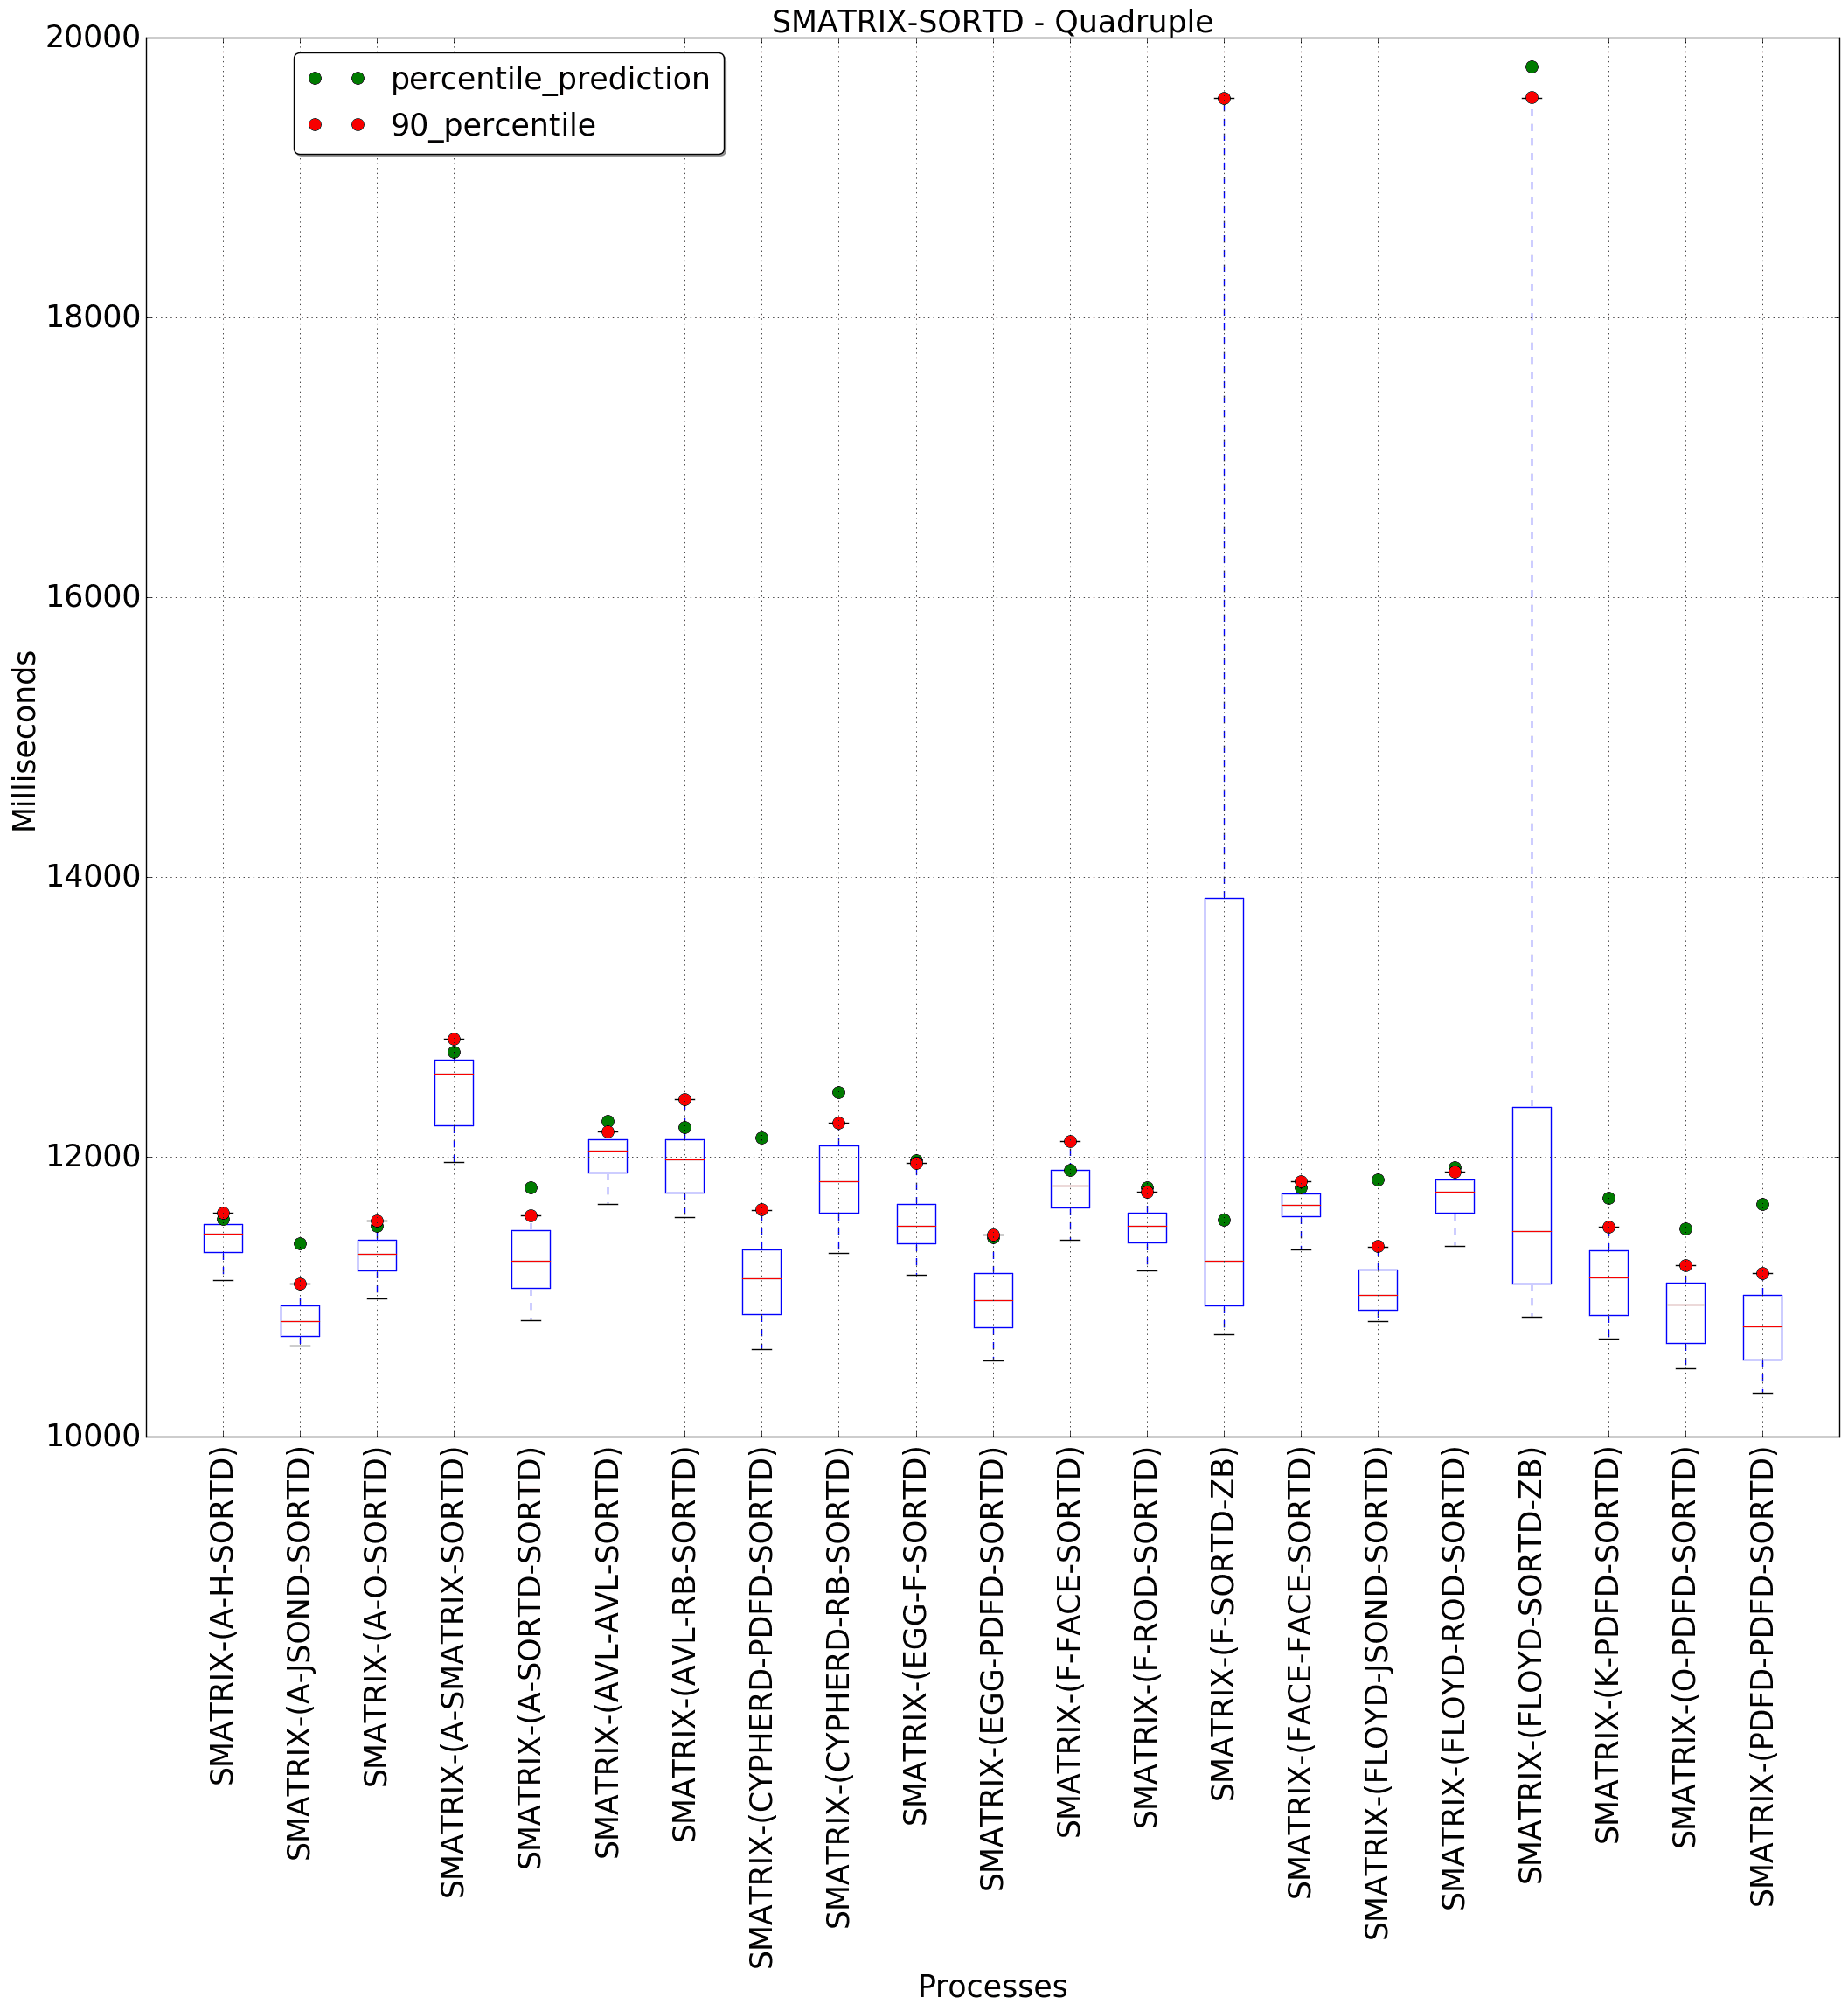 SMATRIX-SORTD - Quadruple
percentile_prediction
90_percentile
20000
18000
16000
14000
12000
10000
Milliseconds
SMATRIX-(A-H-SORTD)
SMATRIX-(A-JSOND-SORTD)
SMATRIX-(A-O-SORTD)
SMATRIX-(A-SMATRIX-SORTD)
SMATRIX-(A-SORTD-SORTD)
SMATRIX-(AVL-AVL-SORTD)
SMATRIX-(AVL-RB-SORTD)
SMATRIX-(CYPHERD-PDFD-SORTD)
SMATRIX-(CYPHERD-RB-SORTD)
SMATRIX-(EGG-F-SORTD)
SMATRIX-(EGG-PDFD-SORTD)
SMATRIX-(F-FACE-SORTD)
SMATRIX-(F-ROD-SORTD)
SMATRIX-(F-SORTD-ZB)
SMATRIX-(FACE-FACE-SORTD)
SMATRIX-(FLOYD-JSOND-SORTD)
SMATRIX-(FLOYD-ROD-SORTD)
SMATRIX-(FLOYD-SORTD-ZB)
SMATRIX-(K-PDFD-SORTD)
SMATRIX-(O-PDFD-SORTD)
SMATRIX-(PDFD-PDFD-SORTD)
Processes